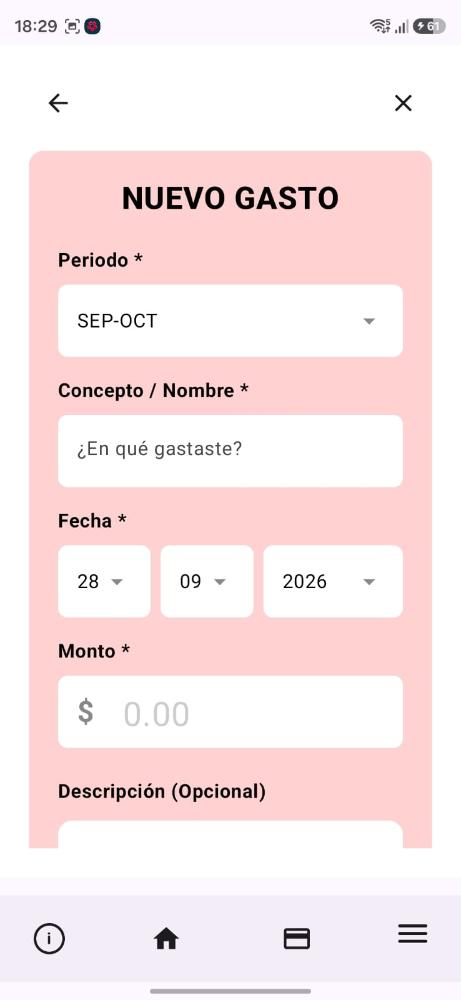 18:29
5
61
NUEVO GASTO
Periodo *
SEP-OCT
Concepto / Nombre *
¿En qué gastaste?
Fecha *
28 09 2026
Monto *
$ 0.00
Descripción (Opcional)
i